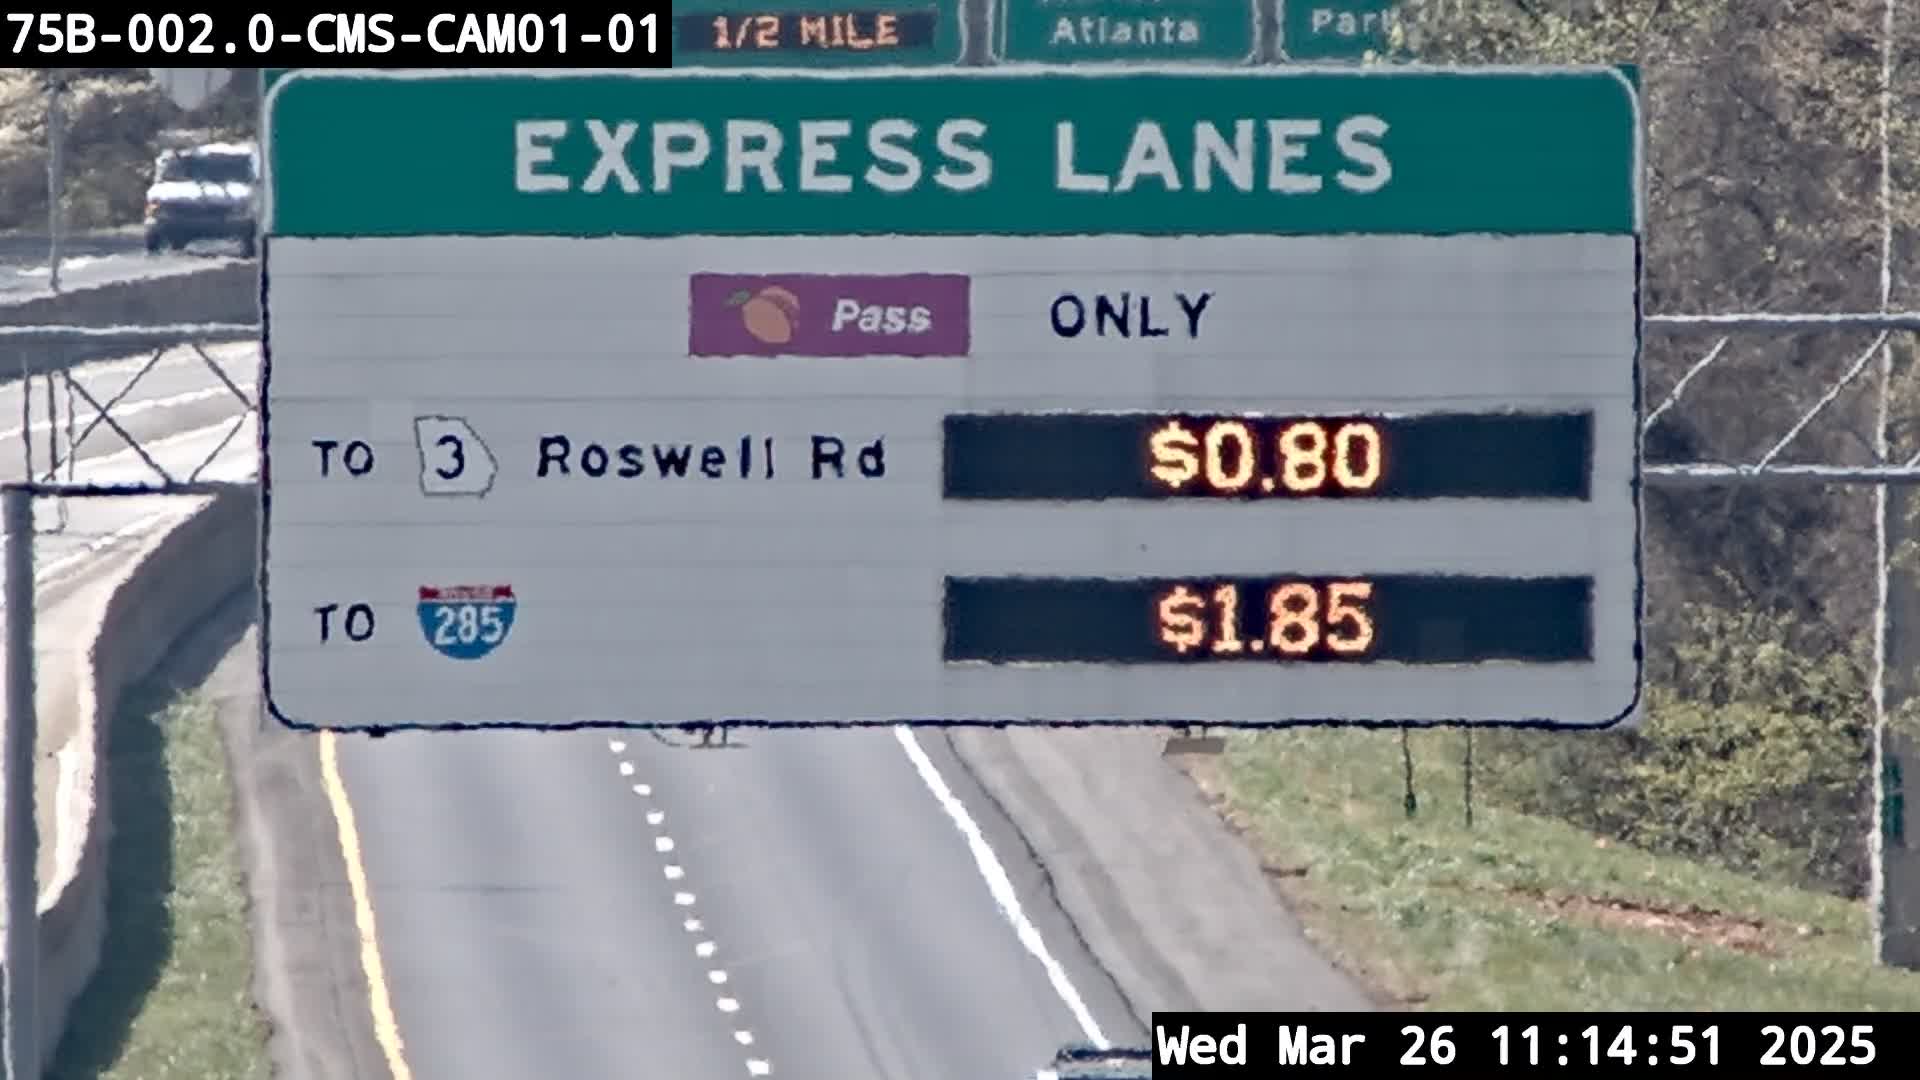 75B-002.0-CMS-CAM01-01
1/2 MILE
Atlanta
EXPRESS LANES
Pass ONLY
TO 3 Roswell Rd $0.80
TO 285 $1.85
Wed Mar 26 11:14:51 2025